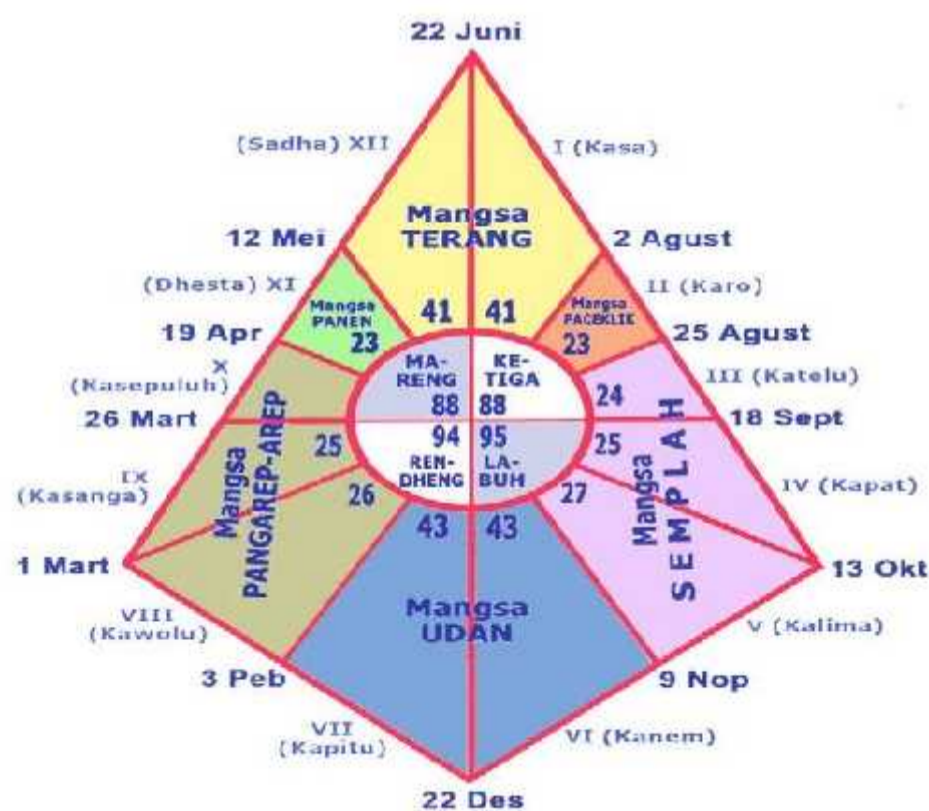 22 Juni
(Sadha) XII
I (Kasa)
Mangsa
TERANG
12 Mei
2 Agust
(Dhesta) XI
II (Karo)
Mangsa
PANEN
23
41
41
Mangsa
PACEKLIK
23
19 Apr
25 Agust
X
(Kasepuluh)
MA-
RENG
88
KE-
TIGA
88
24
III (Katelu)
26 Mart
18 Sept
25
94
REN-
DHENG
95
LA-
BUH
25
IX
(Kasanga)
Mangsa
PANGAREP-AREP
26
27
Mangsa
SEMPLAH
IV (Kapat)
43
43
1 Mart
13 Okt
Mangsa
UDAN
VIII
(Kawolu)
V (Kalima)
3 Peb
9 Nop
VII
(Kapitu)
VI (Kanem)
22 Des